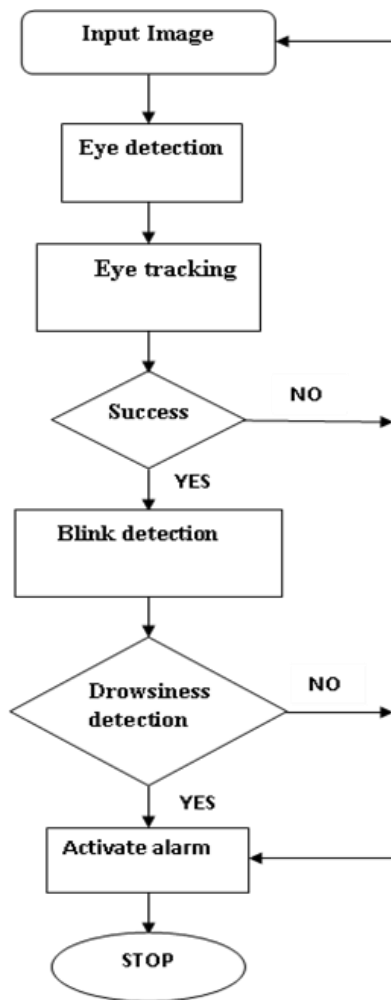 Input Image
Eye detection
Eye tracking
Success
NO
YES
Blink detection
Drowsiness
detection
NO
YES
Activate alarm
STOP